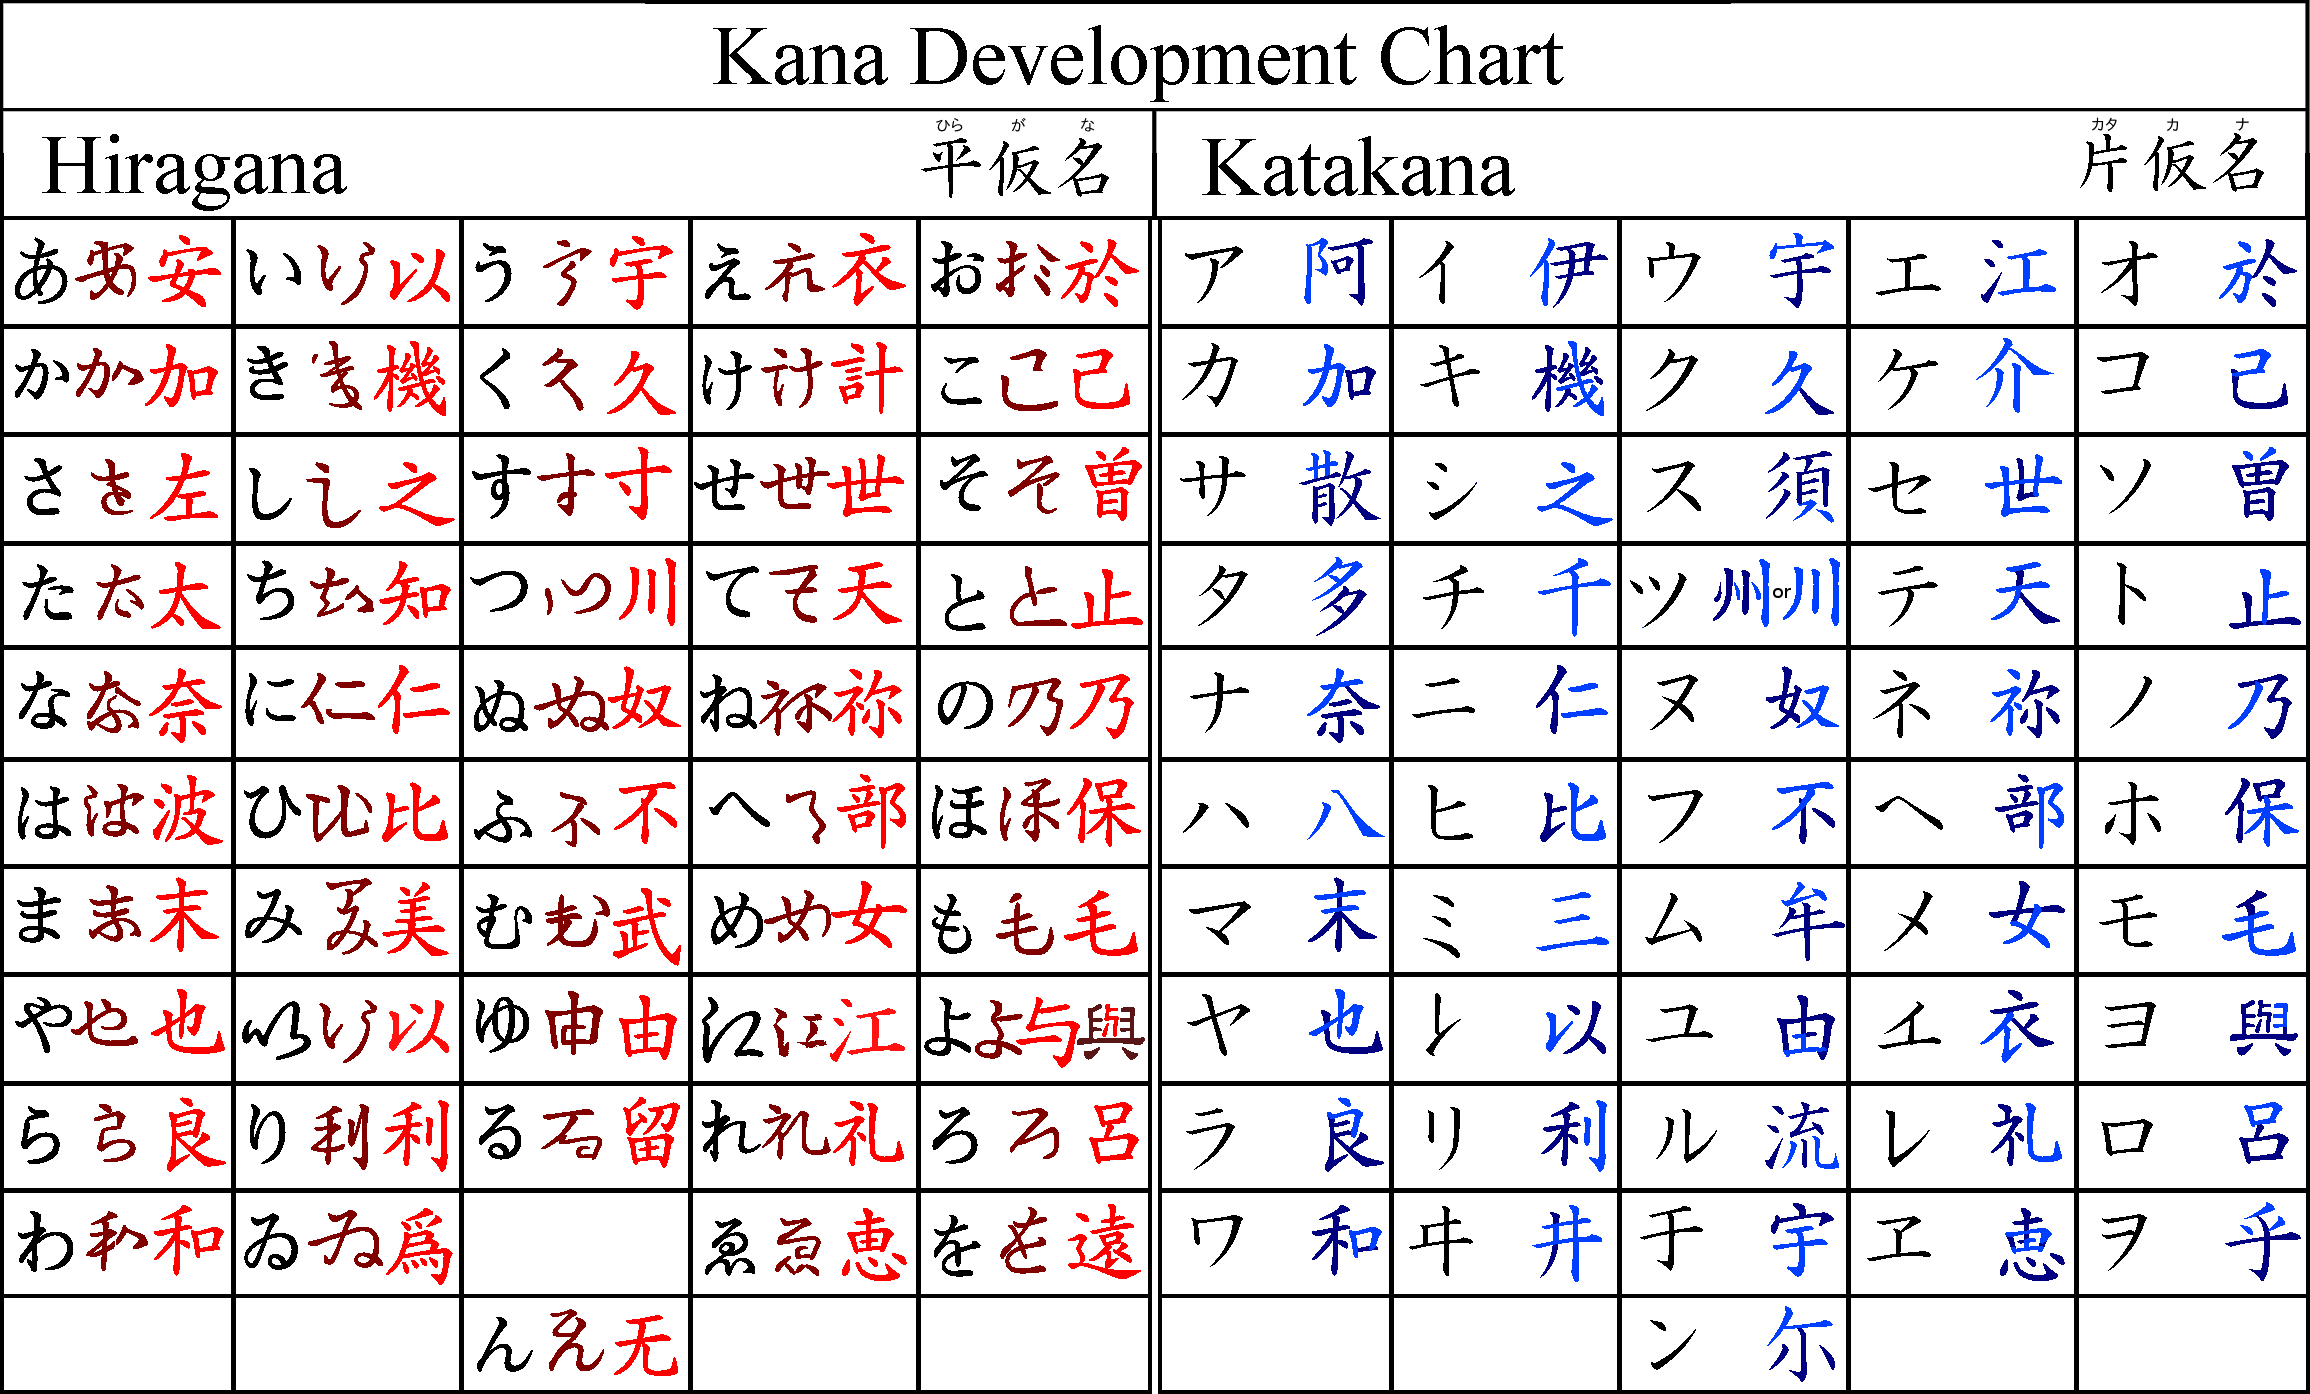 Kana Development Chart
ひら が な カタ カ ナ
Hiragana 平仮名 Katakana 片仮名
あ安 い以 う宇 え衣 お於 ア 阿 イ 伊 ウ 宇 エ 江 オ 於
か加 き機 く久 け計 こ己 カ 加 キ 機 ク 久 ケ 介 コ 己
さ左 し之 す寸 せ世 そ曽 サ 散 シ 之 ス 須 セ 世 ソ 曽
た太 ち知 つ川 て天 と止 タ 多 チ 千 ツ 州or川 テ 天 ト 止
な奈 に仁 ぬ奴 ね祢 の乃 ナ 奈 ニ 仁 ヌ 奴 ネ 祢 ノ 乃
は波 ひ比 ふ不 へ部 ほ保 ハ 八 ヒ 比 フ 不 ヘ 部 ホ 保
ま末 み美 む武 め女 も毛 マ 末 ミ 三 ム 牟 メ 女 モ 毛
や也 以 ゆ由 江 よ与與 ヤ 也 以 ユ 由 衣 ヨ 與
ら良 り利 る留 れ礼 ろ呂 ラ 良 リ 利 ル 流 レ 礼 ロ 呂
わ和 ゐ爲 ゑ恵 を遠 ワ 和 ヰ 井 于 宇 ヱ 恵 ヲ 乎
ん无 ン 尓